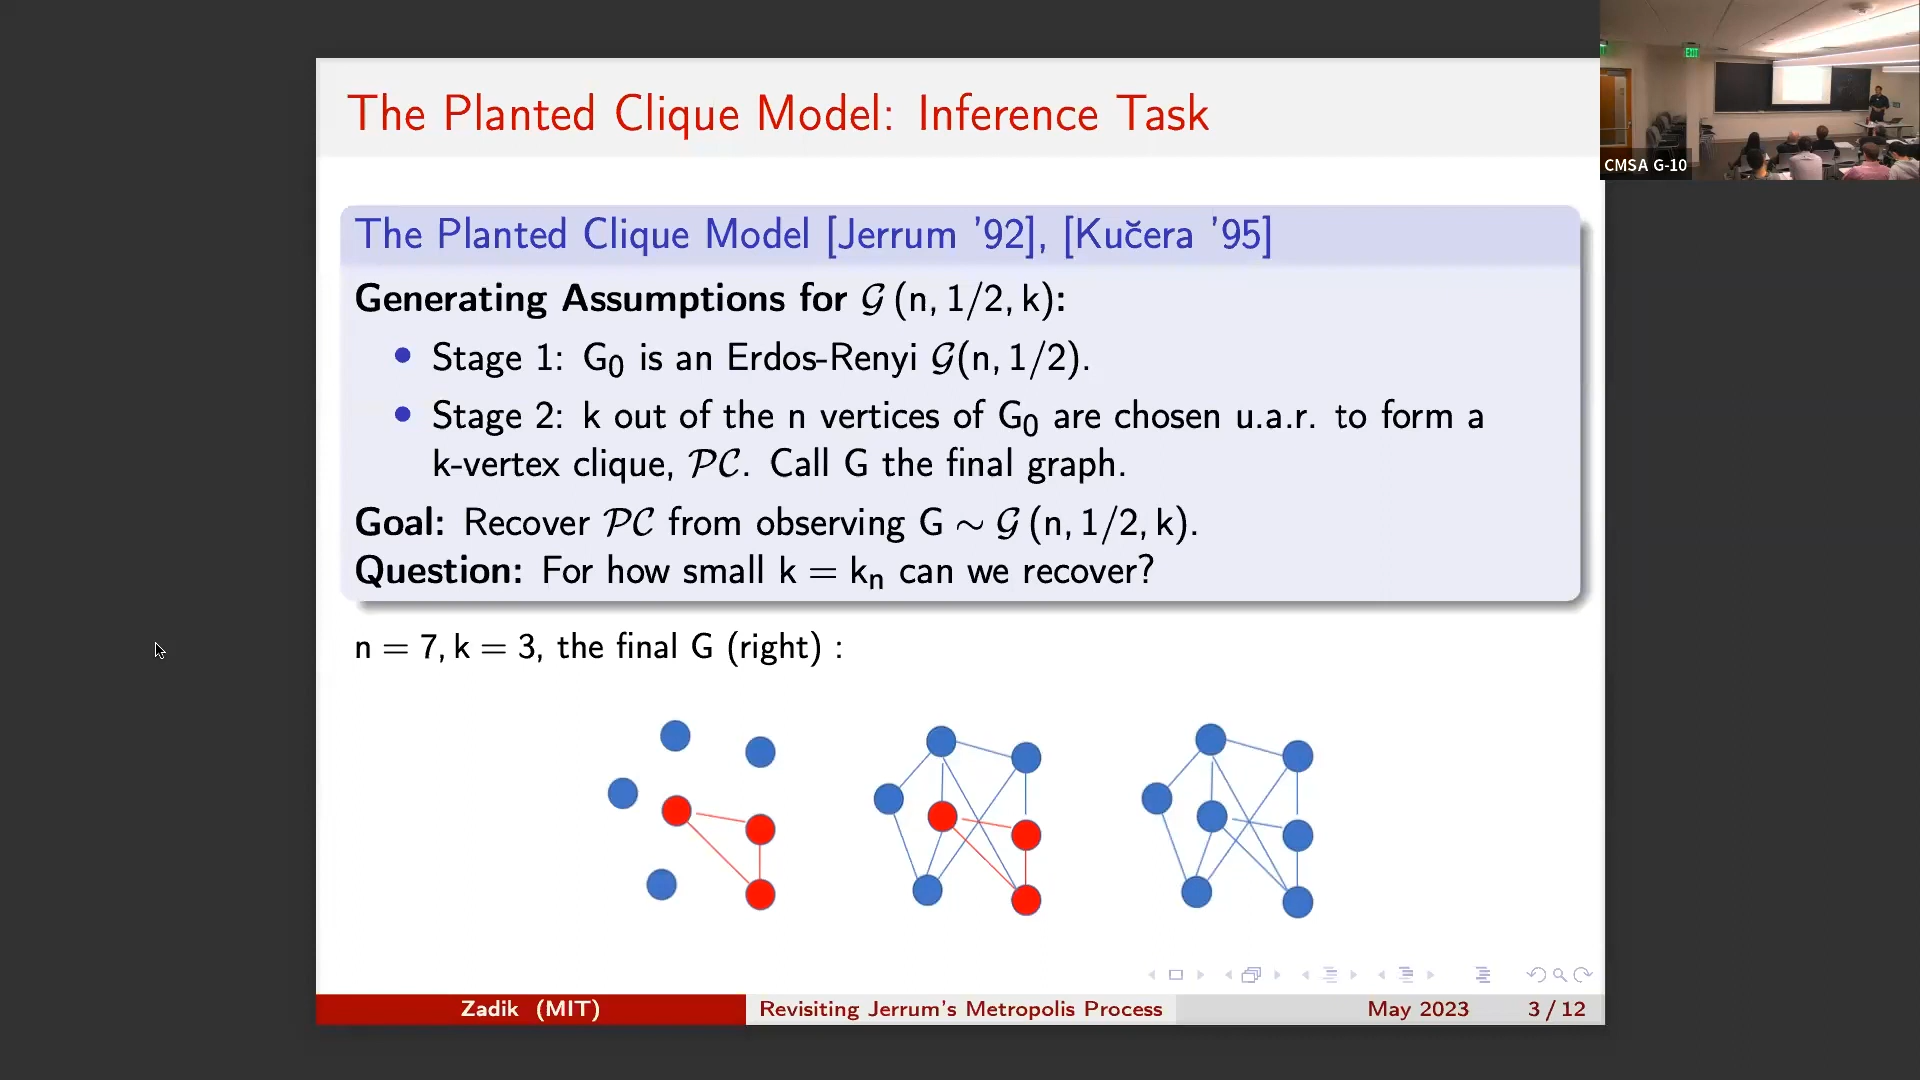 The Planted Clique Model: Inference Task
CMSA G-10
The Planted Clique Model [Jerrum '92], [Kučera '95]
Generating Assumptions for 𝒢 (n, 1/2, k):
• Stage 1: G₀ is an Erdos-Renyi 𝒢(n, 1/2).
• Stage 2: k out of the n vertices of G₀ are chosen u.a.r. to form a
k-vertex clique, 𝒫𝒞. Call G the final graph.
Goal: Recover 𝒫𝒞 from observing G ∼ 𝒢 (n, 1/2, k).
Question: For how small k = kₙ can we recover?
n = 7, k = 3, the final G (right) :
Zadik (MIT) Revisiting Jerrum's Metropolis Process May 2023 3 / 12